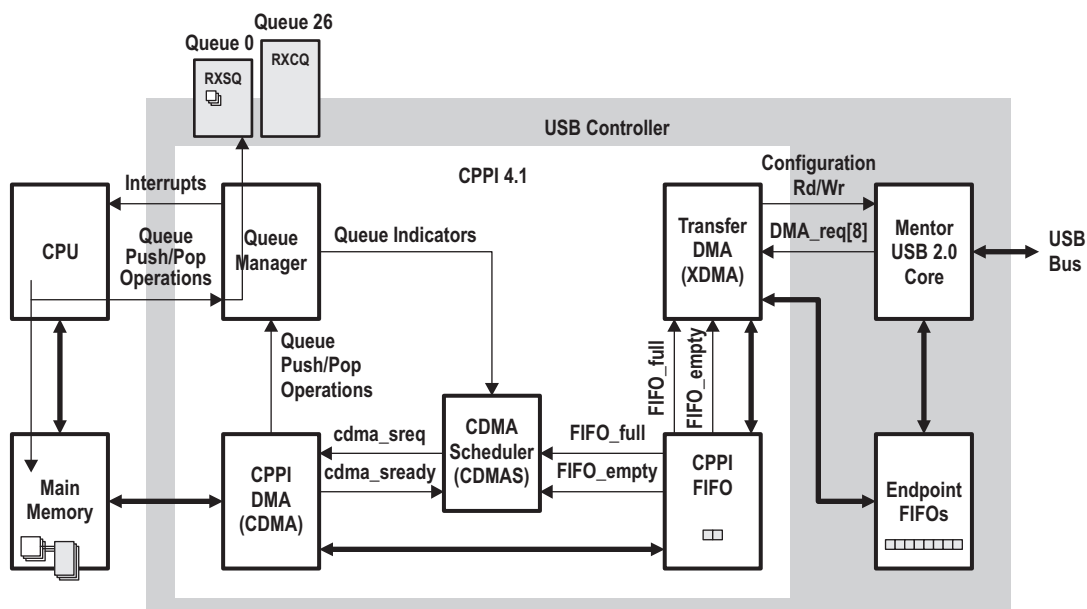 Queue 26
Queue 0
RXSQ
RXCQ
USB Controller
CPPI 4.1
Configuration
Rd/Wr
Interrupts
CPU
Queue
Push/Pop
Operations
Queue
Manager
Queue Indicators
Transfer
DMA
(XDMA)
DMA_req[8]
Mentor
USB 2.0
Core
USB
Bus
Queue
Push/Pop
Operations
FIFO_full
FIFO_empty
Main
Memory
CPPI
DMA
(CDMA)
cdma_sreq
cdma_sready
CDMA
Scheduler
(CDMAS)
FIFO_full
FIFO_empty
CPPI
FIFO
Endpoint
FIFOs